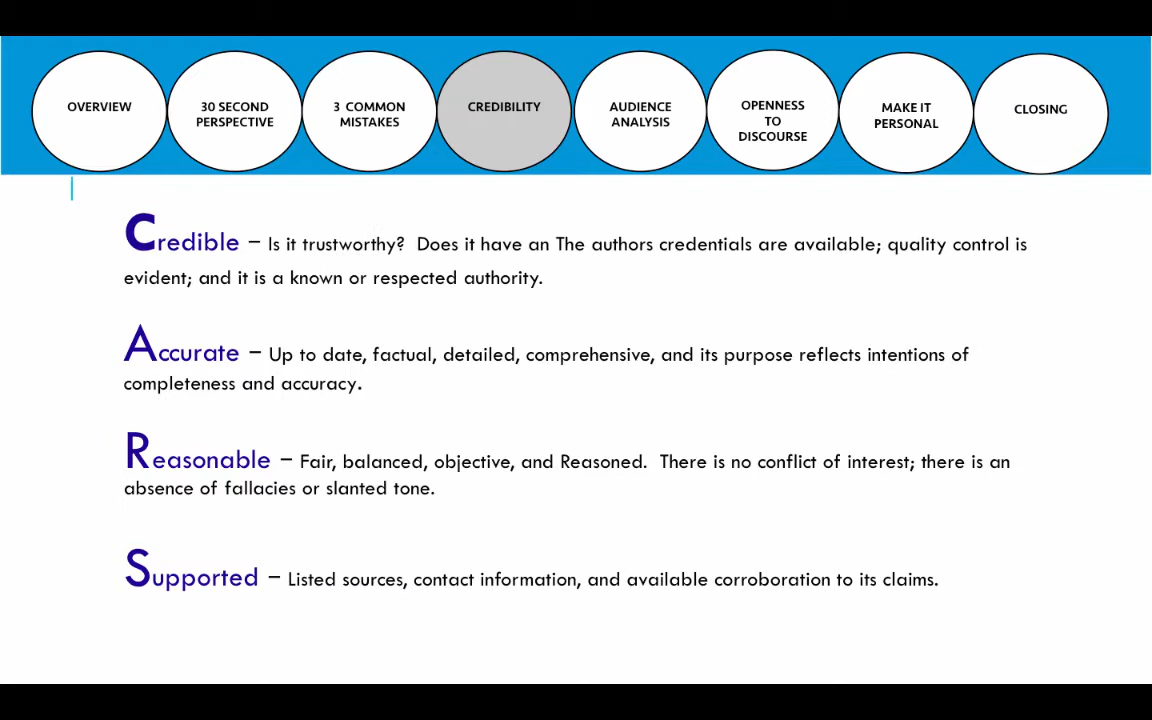 OVERVIEW
30 SECOND
PERSPECTIVE
3 COMMON
MISTAKES
CREDIBILITY
AUDIENCE
ANALYSIS
OPENNESS
TO
DISCOURSE
MAKE IT
PERSONAL
CLOSING
Credible – Is it trustworthy? Does it have an The authors credentials are available; quality control is
evident; and it is a known or respected authority.
Accurate – Up to date, factual, detailed, comprehensive, and its purpose reflects intentions of
completeness and accuracy.
Reasonable – Fair, balanced, objective, and Reasoned. There is no conflict of interest; there is an
absence of fallacies or slanted tone.
Supported – Listed sources, contact information, and available corroboration to its claims.